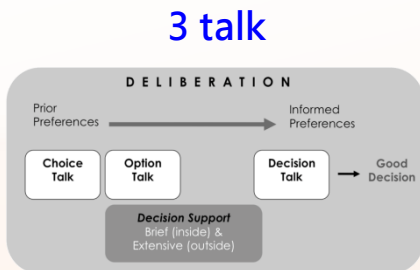 3 talk
DELIBERATION
Prior
Preferences
Informed
Preferences
Choice
Talk
Option
Talk
Decision
Talk
Good
Decision
Decision Support
Brief (inside) &
Extensive (outside)